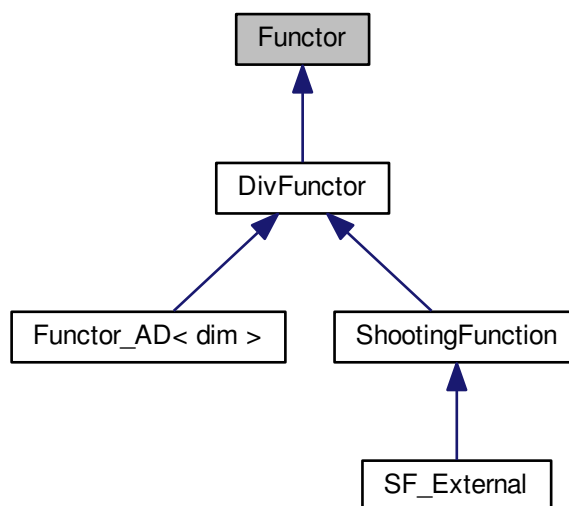 Functor
DivFunctor
Functor_AD< dim >
ShootingFunction
SF_External